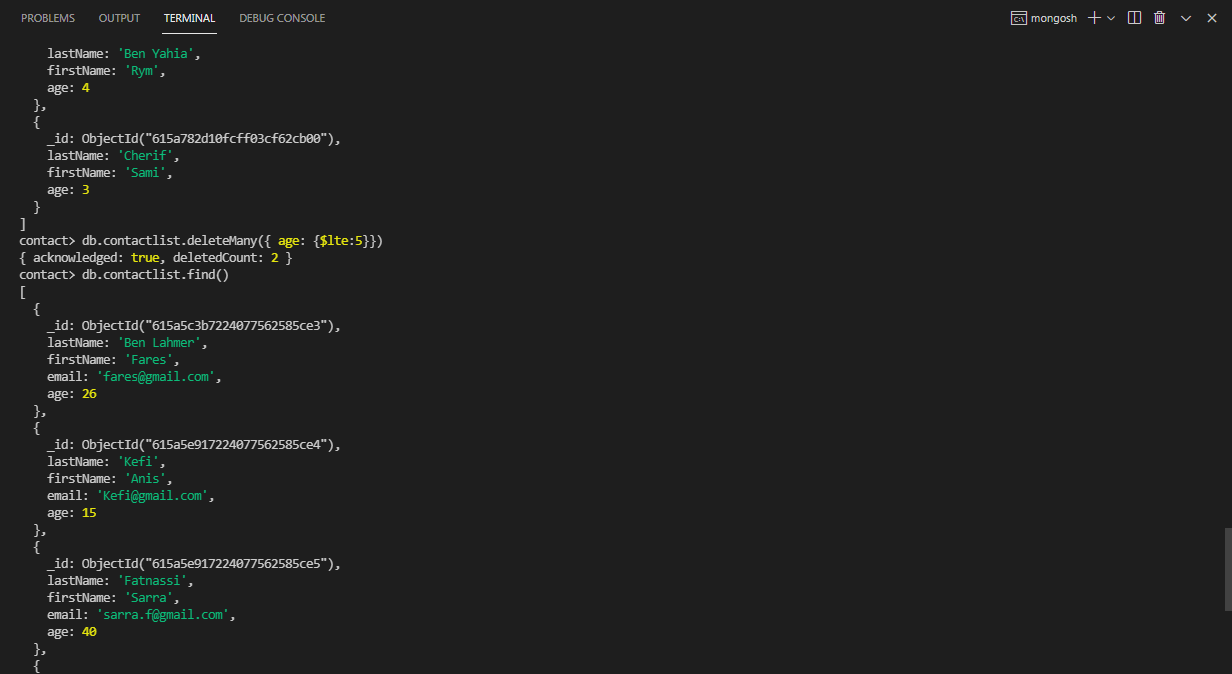 PROBLEMS OUTPUT TERMINAL DEBUG CONSOLE mongosh
lastName: 'Ben Yahia',
firstName: 'Rym',
age: 4
},
{
_id: ObjectId("615a782d10fcff03cf62cb00"),
lastName: 'Cherif',
firstName: 'Sami',
age: 3
}
]
contact> db.contactlist.deleteMany({ age: {$lte:5}})
{ acknowledged: true, deletedCount: 2 }
contact> db.contactlist.find()
[
{
_id: ObjectId("615a5c3b7224077562585ce3"),
lastName: 'Ben Lahmer',
firstName: 'Fares',
email: 'fares@gmail.com',
age: 26
},
{
_id: ObjectId("615a5e917224077562585ce4"),
lastName: 'Kefi',
firstName: 'Anis',
email: 'Kefi@gmail.com',
age: 15
},
{
_id: ObjectId("615a5e917224077562585ce5"),
lastName: 'Fatnassi',
firstName: 'Sarra',
email: 'sarra.f@gmail.com',
age: 40
},
{